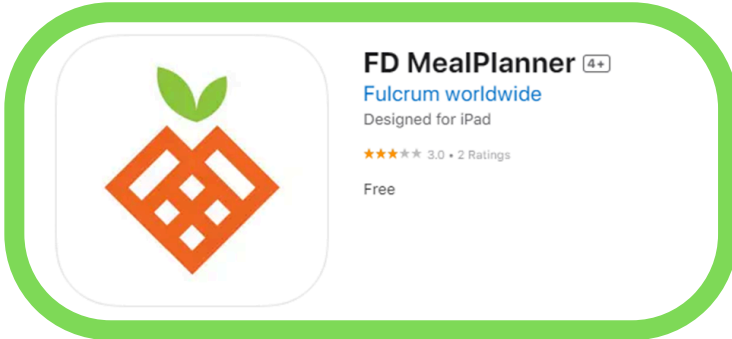 FD MealPlanner 4+
Fulcrum worldwide
Designed for iPad
★★★★★ 3.0 • 2 Ratings
Free